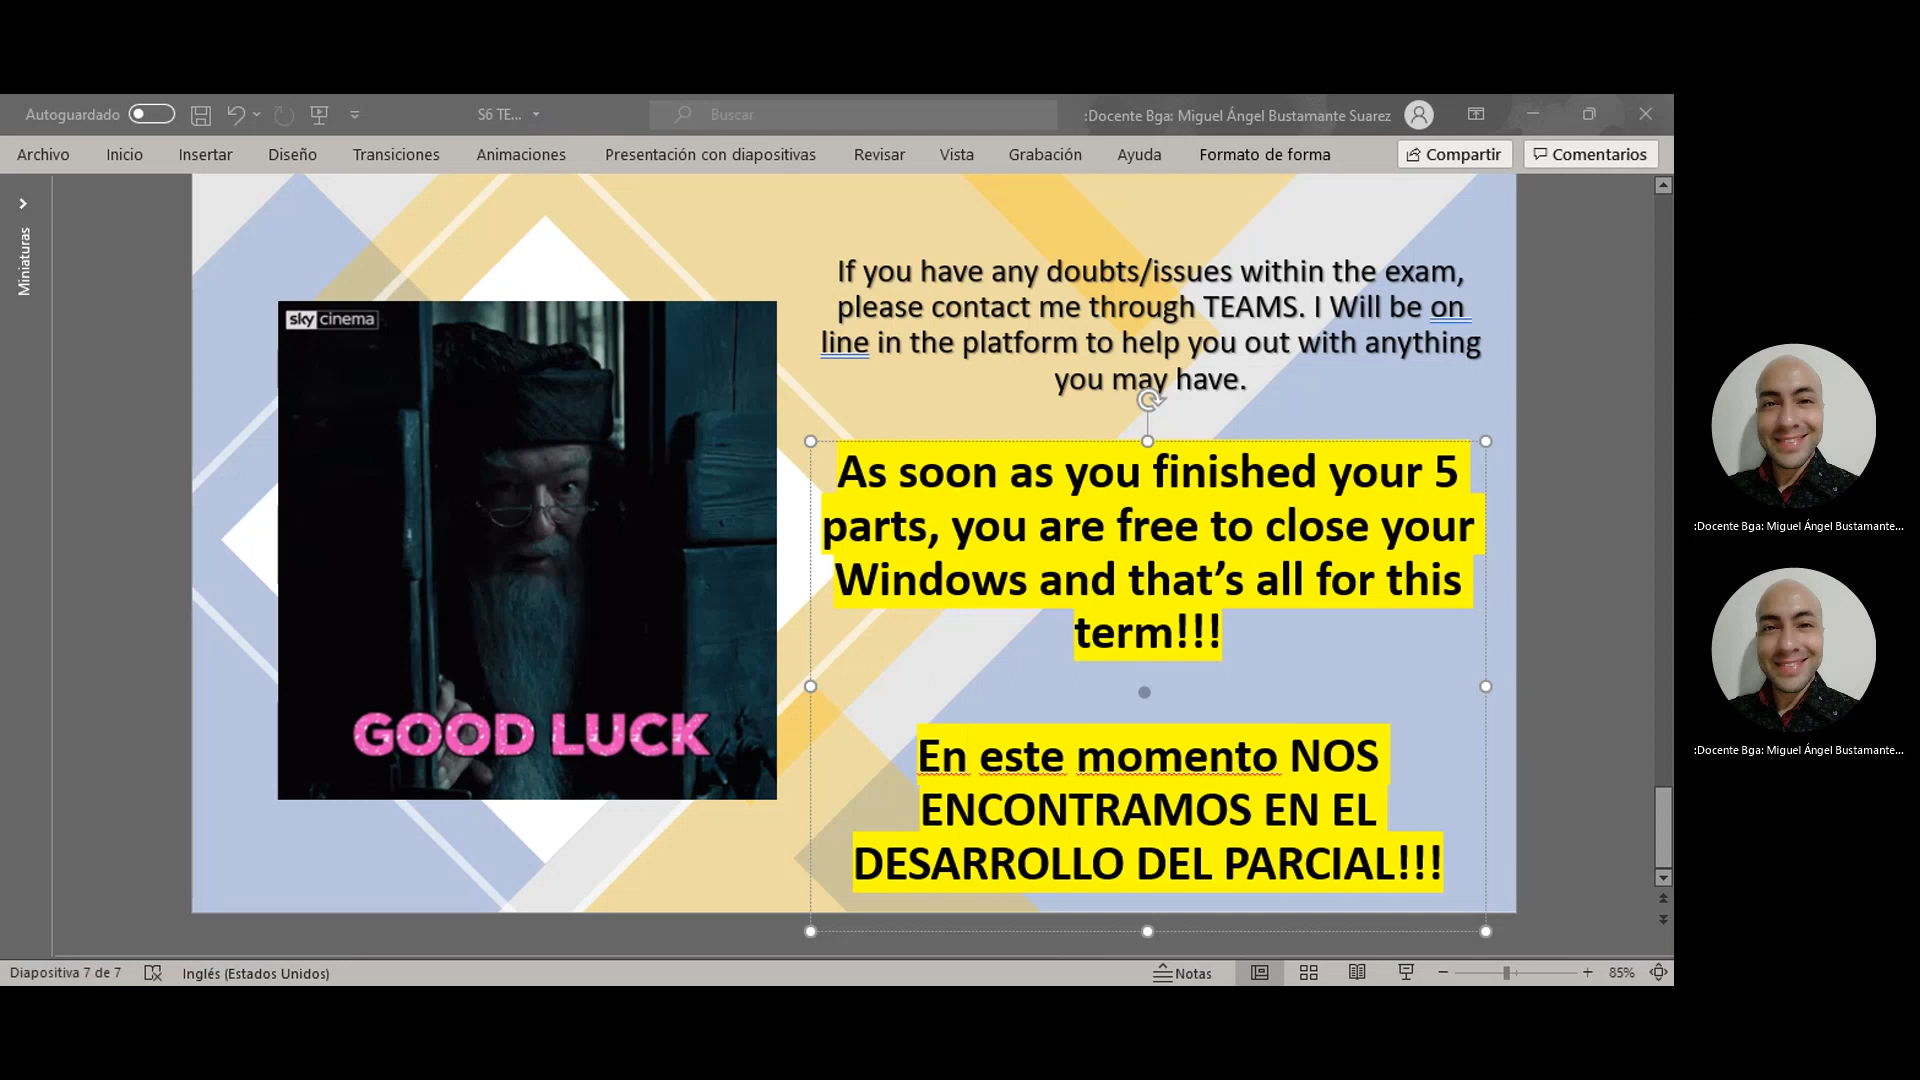 Autoguardado
S6 TE...
Buscar
:Docente Bga: Miguel Ángel Bustamante Suarez
Archivo
Inicio
Insertar
Diseño
Transiciones
Animaciones
Presentación con diapositivas
Revisar
Vista
Grabación
Ayuda
Formato de forma
Compartir
Comentarios
Miniaturas
sky cinema
GOOD LUCK
If you have any doubts/issues within the exam,
please contact me through TEAMS. I Will be on
line in the platform to help you out with anything
you may have.
As soon as you finished your 5
parts, you are free to close your
Windows and that’s all for this
term!!!
En este momento NOS
ENCONTRAMOS EN EL
DESARROLLO DEL PARCIAL!!!
:Docente Bga: Miguel Ángel Bustamante...
:Docente Bga: Miguel Ángel Bustamante...
Diapositiva 7 de 7
Inglés (Estados Unidos)
Notas
85%